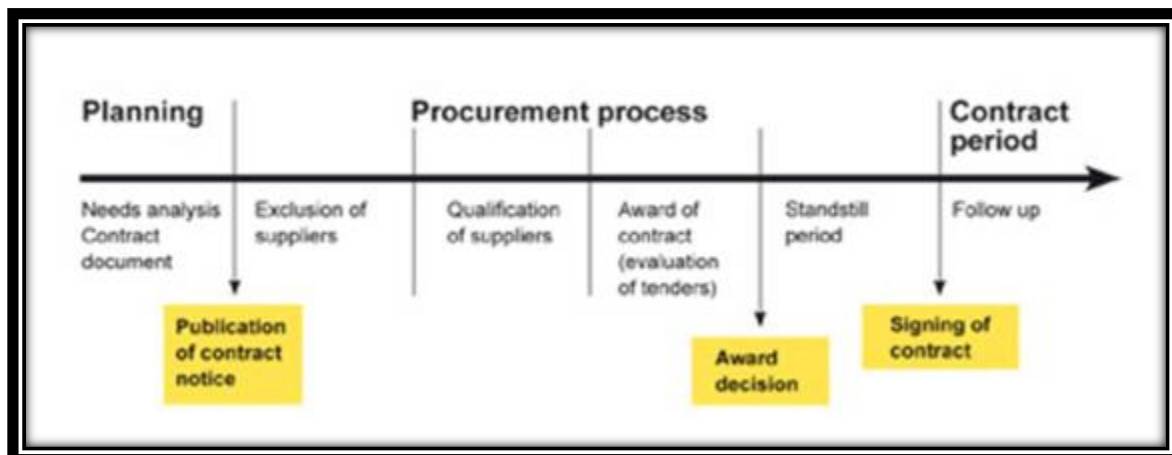 Planning
Procurement process
Contract
period
Needs analysis
Contract
document
Exclusion of
suppliers
Qualification
of suppliers
Award of
contract
(evaluation
of tenders)
Standstill
period
Follow up
Publication
of contract
notice
Award
decision
Signing of
contract